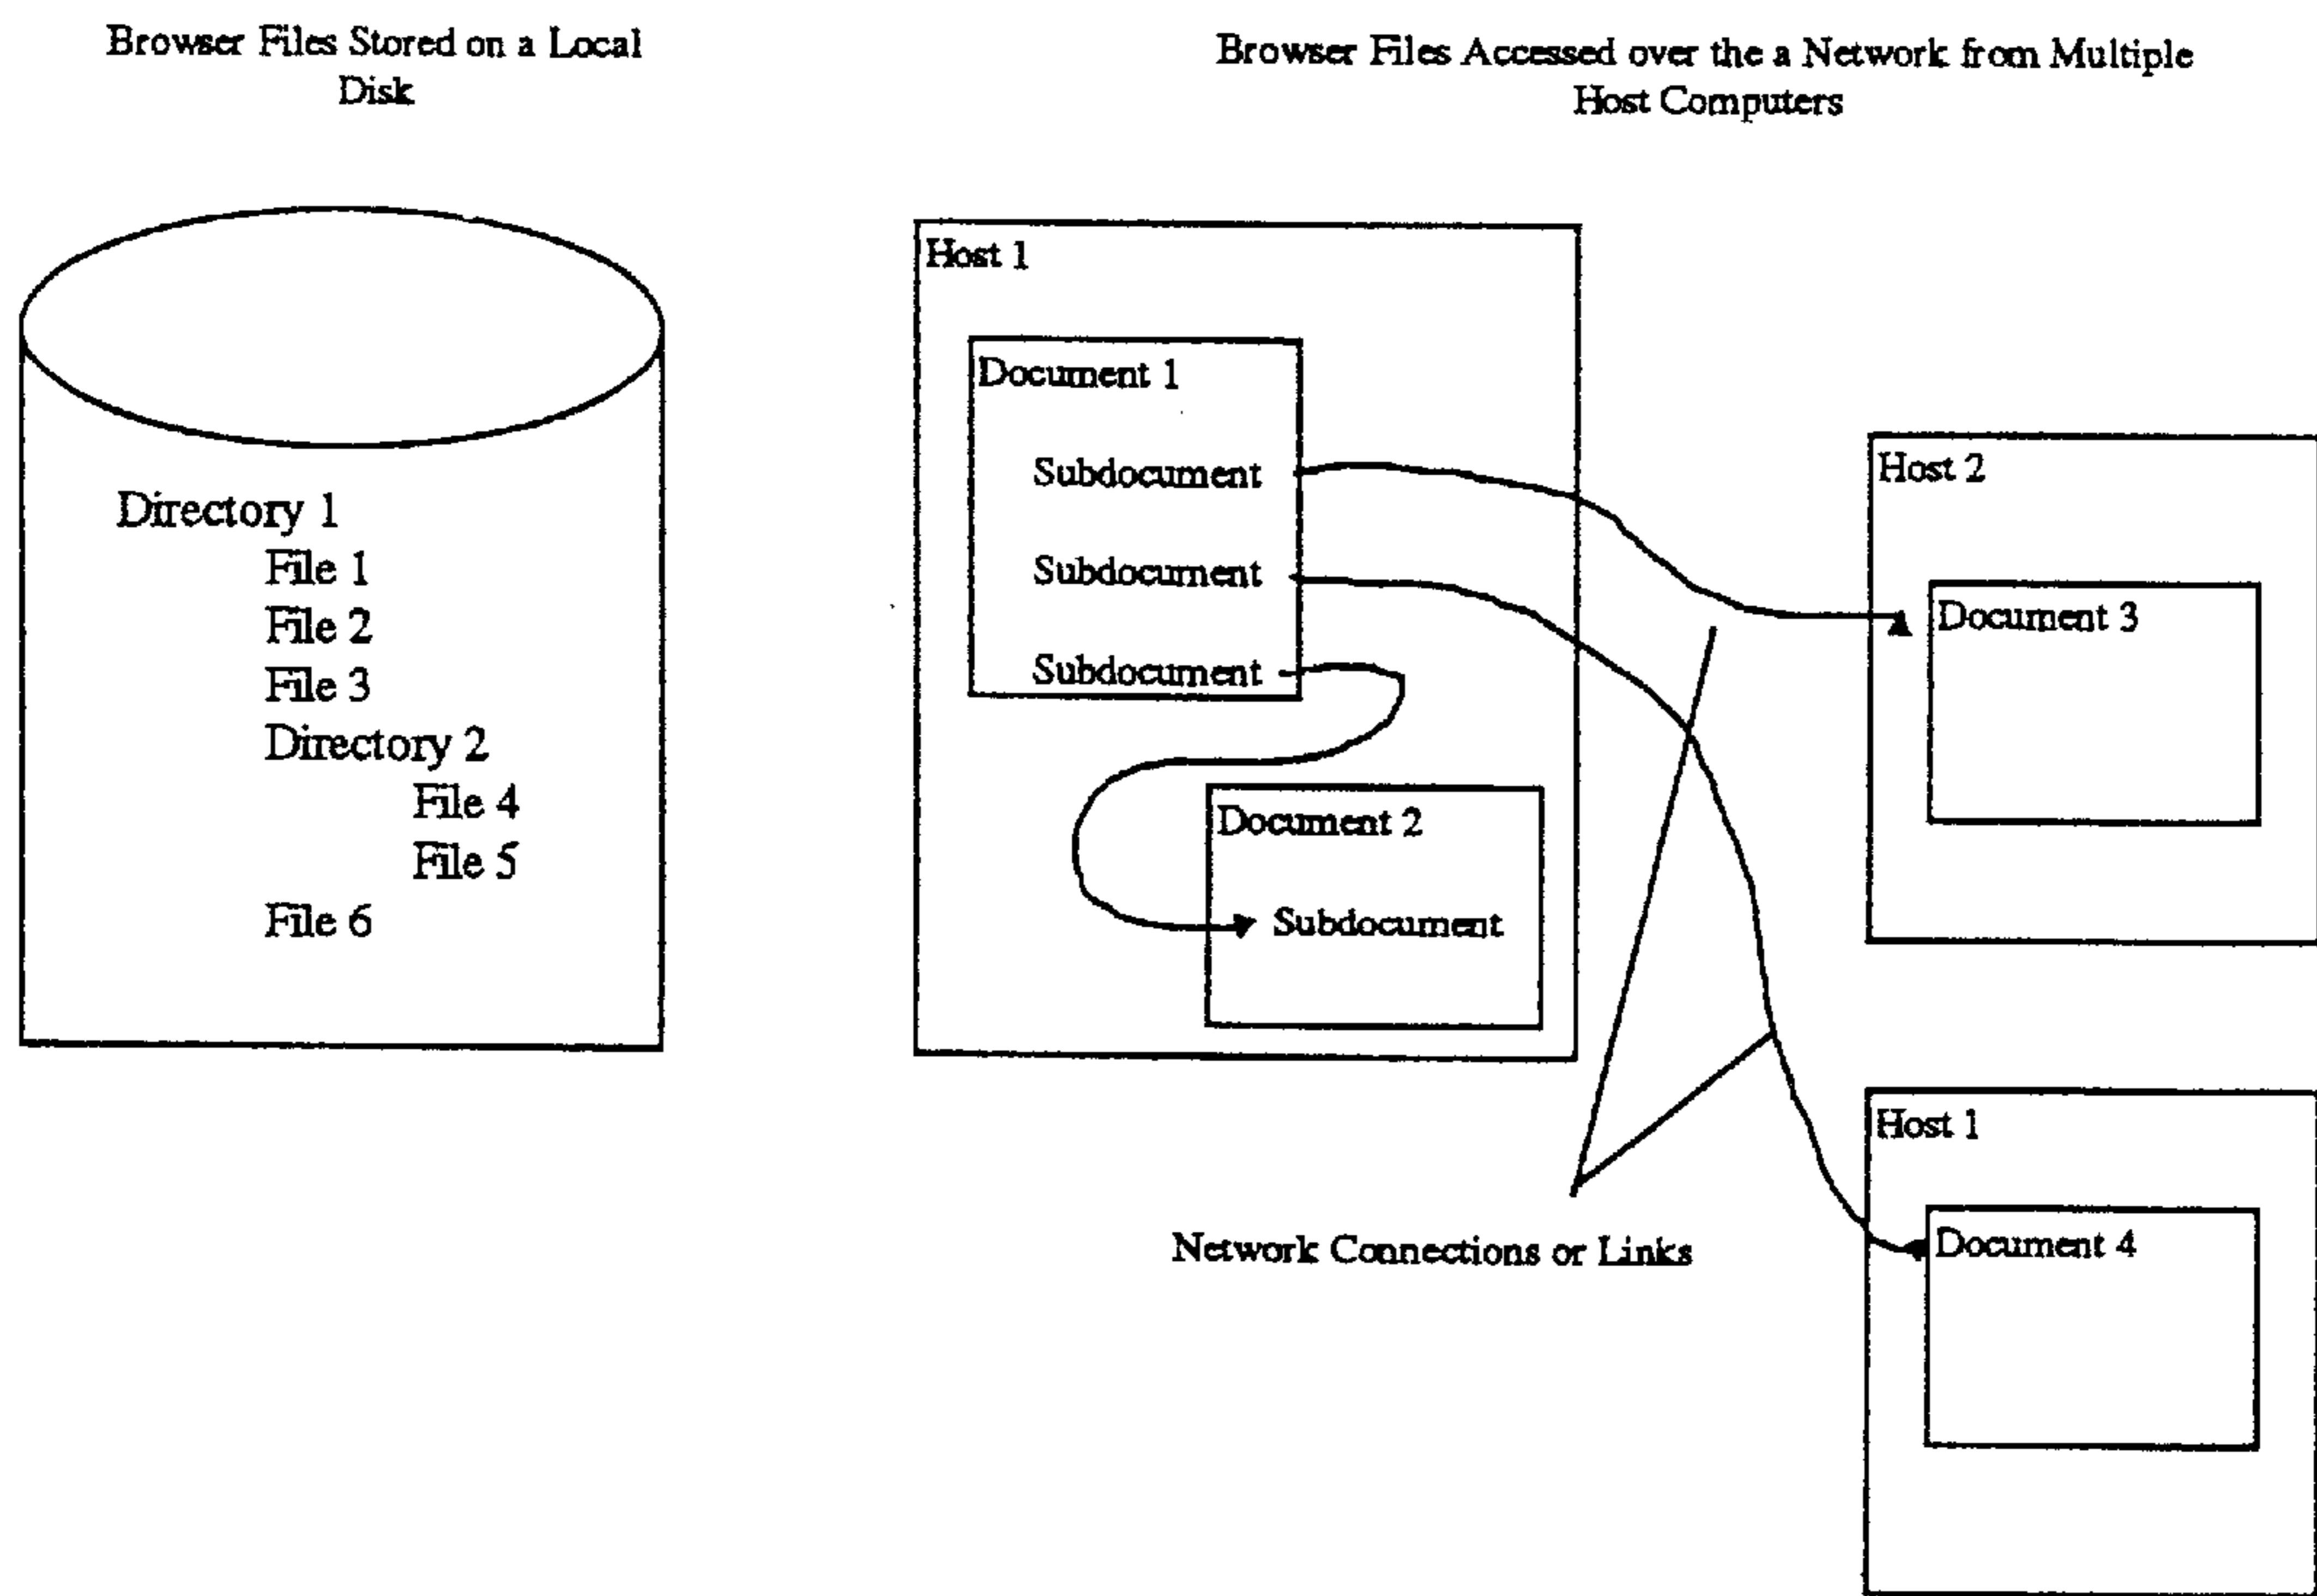 Browser Files Stored on a Local
Disk
Browser Files Accessed over the a Network from Multiple
Host Computers
Directory 1
File 1
File 2
File 3
Directory 2
File 4
File 5
File 6
Host 1
Document 1
Subdocument
Subdocument
Subdocument
Document 2
Subdocument
Host 2
Document 3
Network Connections or Links
Host 1
Document 4